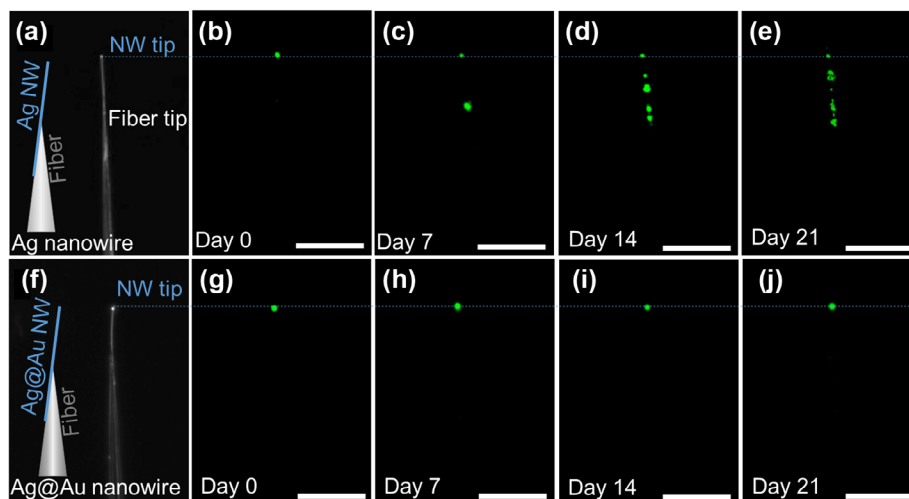 (a)
NW tip
Ag NW
Fiber
Fiber tip
Ag nanowire
(b)
Day 0
(c)
Day 7
(d)
Day 14
(e)
Day 21
(f)
NW tip
Ag@Au NW
Fiber
Ag@Au nanowire
(g)
Day 0
(h)
Day 7
(i)
Day 14
(j)
Day 21